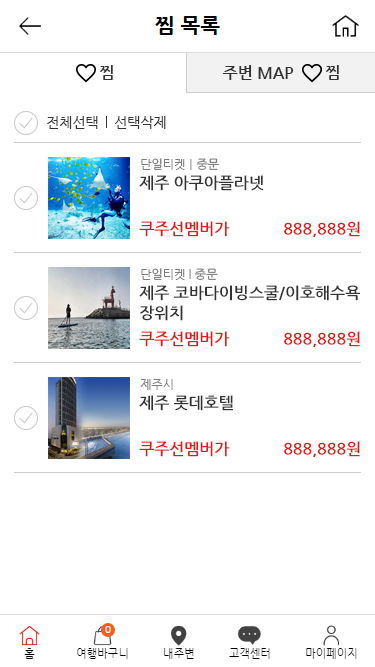 찜 목록
찜
주변 MAP 찜
전체선택 | 선택삭제
단일티켓 | 중문
제주 아쿠아플라넷
쿠주선멤버가 888,888원
단일티켓 | 중문
제주 코바다이빙스쿨/이호해수욕
장위치
쿠주선멤버가 888,888원
제주시
제주 롯데호텔
쿠주선멤버가 888,888원
0
홈 여행바구니 내주변 고객센터 마이페이지